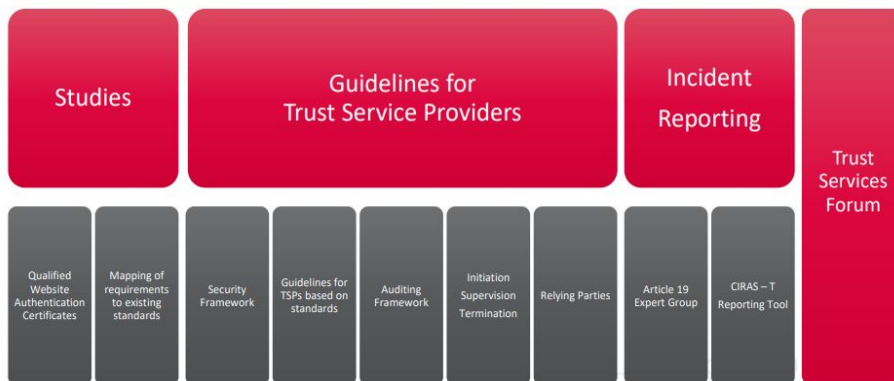 Studies
Guidelines for
Trust Service Providers
Incident
Reporting
Trust
Services
Forum
Qualified
Website
Authentication
Certificates
Mapping of
requirements
to existing
standards
Security
Framework
Guidelines for
TSPs based on
standards
Auditing
Framework
Initiation
Supervision
Termination
Relying Parties
Article 19
Expert Group
CIRAS – T
Reporting Tool